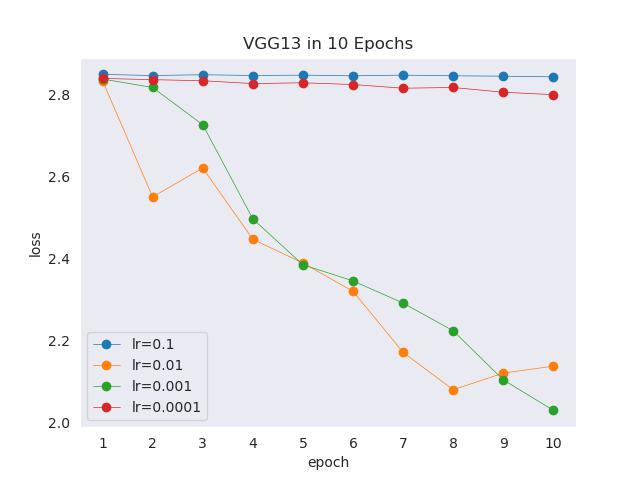 VGG13 in 10 Epochs
loss
2.8
2.6
2.4
2.2
2.0
lr=0.1
lr=0.01
lr=0.001
lr=0.0001
1 2 3 4 5 6 7 8 9 10
epoch